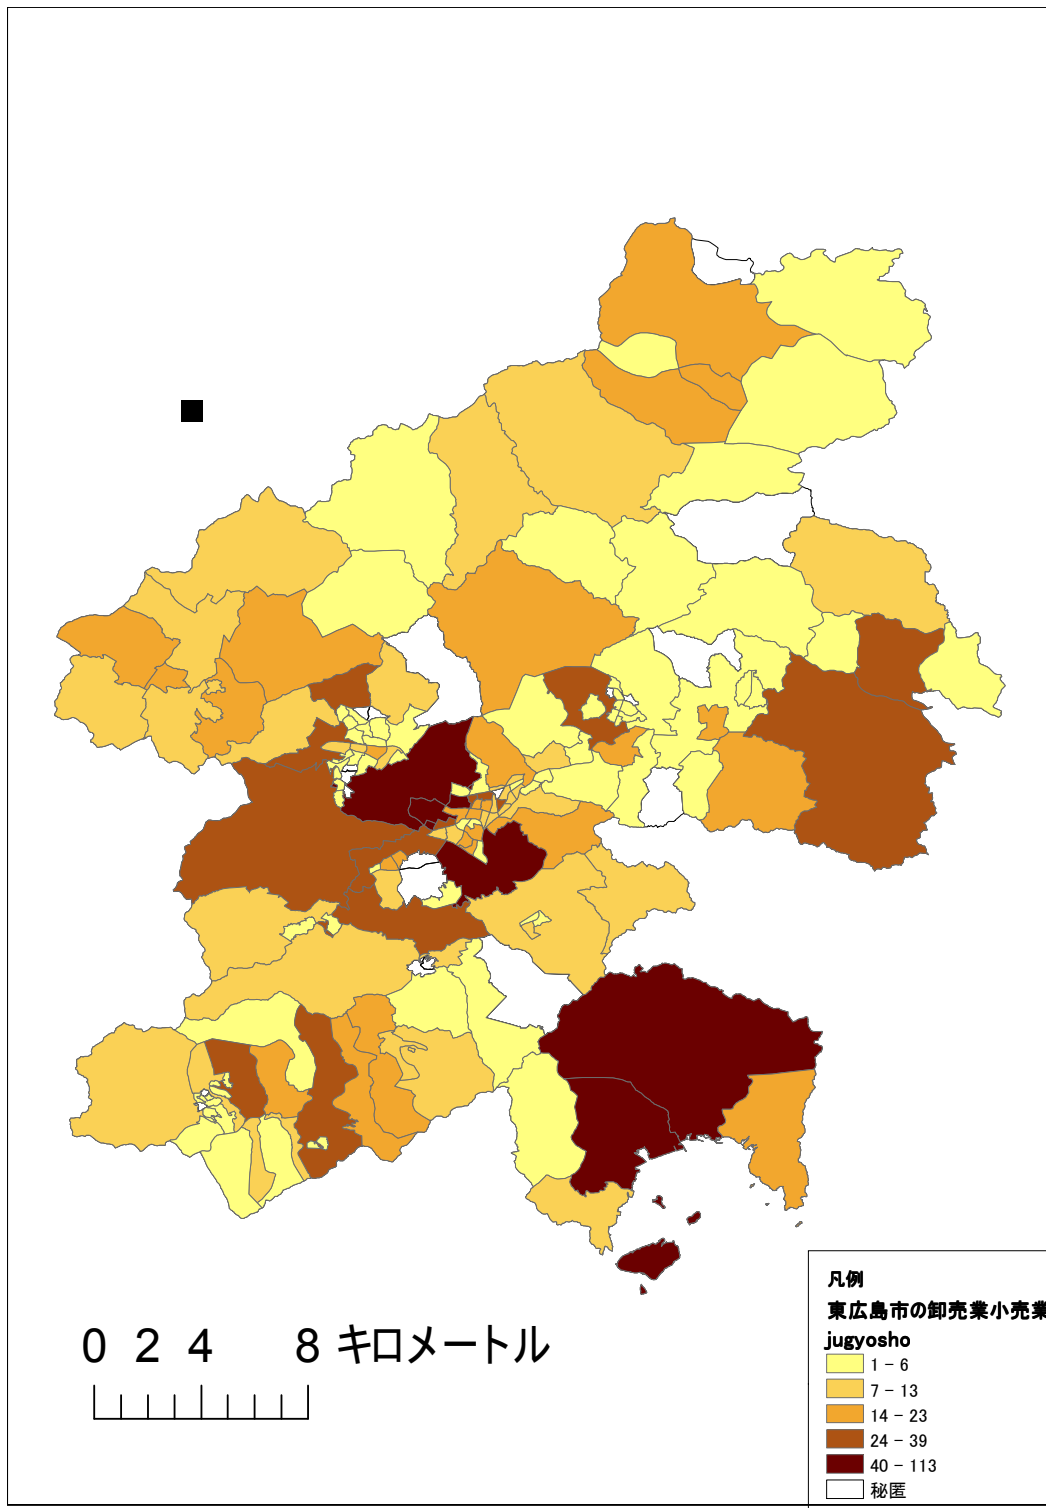 0 2 4 8 キロメートル
凡例
東広島市の卸売業小売業
jugyosho
1 - 6
7 - 13
14 - 23
24 - 39
40 - 113
秘匿